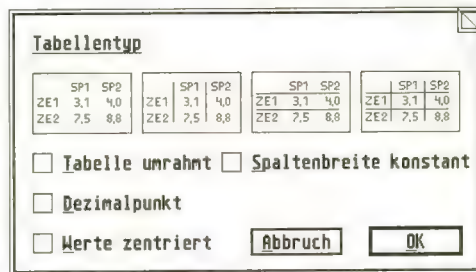 Tabellentyp
SP1 SP2 SP1 SP2 SP1 SP2 SP1 SP2
ZE1 3,1 4,0 ZE1 3,1 4,0 ZE1 3,1 4,0 ZE1 3,1 4,0
ZE2 7,5 8,8 ZE2 7,5 8,8 ZE2 7,5 8,8 ZE2 7,5 8,8
Tabelle umrahmt Spaltenbreite konstant
Dezimalpunkt
Werte zentriert Abbruch OK